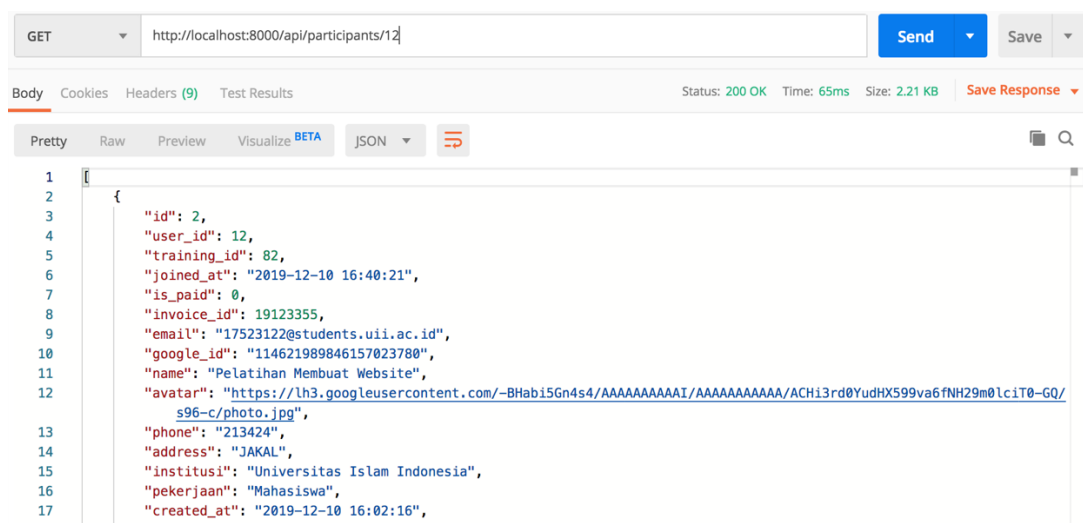 GET http://localhost:8000/api/participants/12 Send Save
Body Cookies Headers (9) Test Results Status: 200 OK Time: 65ms Size: 2.21 KB Save Response
Pretty Raw Preview Visualize BETA JSON
1 [
2 {
3 "id": 2,
4 "user_id": 12,
5 "training_id": 82,
6 "joined_at": "2019-12-10 16:40:21",
7 "is_paid": 0,
8 "invoice_id": 19123355,
9 "email": "17523122@students.uii.ac.id",
10 "google_id": "114621989846157023780",
11 "name": "Pelatihan Membuat Website",
12 "avatar": "https://lh3.googleusercontent.com/-BHabi5Gn4s4/AAAAAAAAAAI/AAAAAAAAAAA/ACHi3rd0YudHX599va6fNH29m0lciT0-GQ/
s96-c/photo.jpg",
13 "phone": "213424",
14 "address": "JAKAL",
15 "institusi": "Universitas Islam Indonesia",
16 "pekerjaan": "Mahasiswa",
17 "created_at": "2019-12-10 16:02:16",